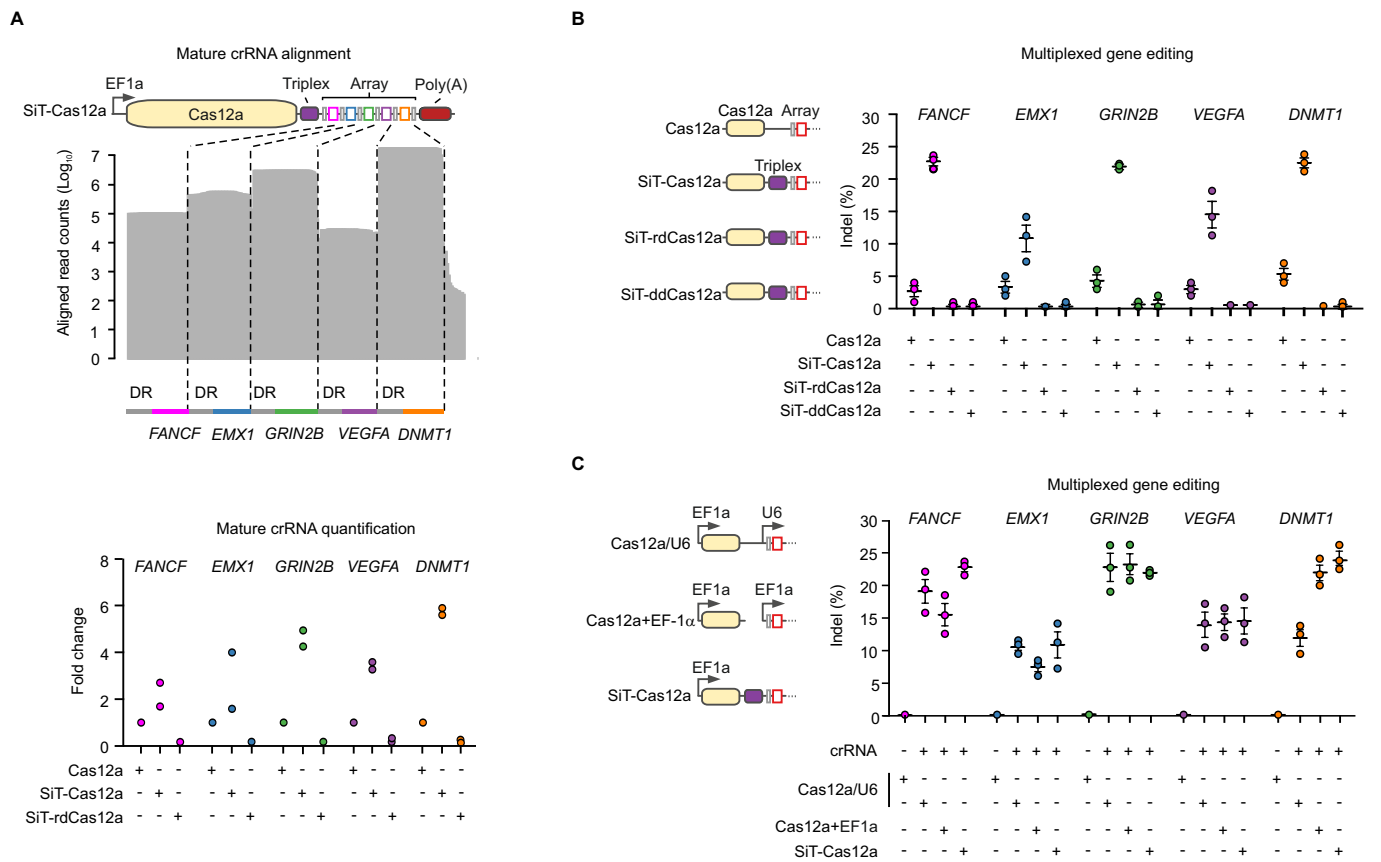 A
Mature crRNA alignment
EF1a
Triplex
Array
Poly(A)
SiT-Cas12a
Cas12a
Aligned read counts (Log₁₀)
7
6
5
4
3
2
1
0
DR DR DR DR DR
FANCF EMX1 GRIN2B VEGFA DNMT1
Mature crRNA quantification
Fold change
8
6
4
2
0
FANCF EMX1 GRIN2B VEGFA DNMT1
Cas12a + - - + - - + - - + - - + - -
SiT-Cas12a - + - - + - - + - - + - - + -
SiT-rdCas12a - - + - - + - - + - - + - - +
B
Multiplexed gene editing
Cas12a Array
Cas12a
Triplex
SiT-Cas12a
SiT-rdCas12a
SiT-ddCas12a
Indel (%)
30
25
20
15
10
5
0
FANCF EMX1 GRIN2B VEGFA DNMT1
Cas12a + - - - + - - - + - - - + - - - + - - -
SiT-Cas12a - + - - - + - - - + - - - + - - - + - -
SiT-rdCas12a - - + - - - + - - - + - - - + - - - + -
SiT-ddCas12a - - - + - - - + - - - + - - - + - - - +
C
Multiplexed gene editing
EF1a U6
Cas12a/U6
EF1a EF1a
Cas12a+EF-1α
EF1a
SiT-Cas12a
Indel (%)
30
25
20
15
10
5
0
FANCF EMX1 GRIN2B VEGFA DNMT1
crRNA - + + + - + + + - + + + - + + + - + + +
Cas12a/U6
+ - - - + - - - + - - - + - - - + - - -
- + - - - + - - - + - - - + - - - + - -
Cas12a+EF1a - - + - - - + - - - + - - - + - - - + -
SiT-Cas12a - - - + - - - + - - - + - - - + - - - +